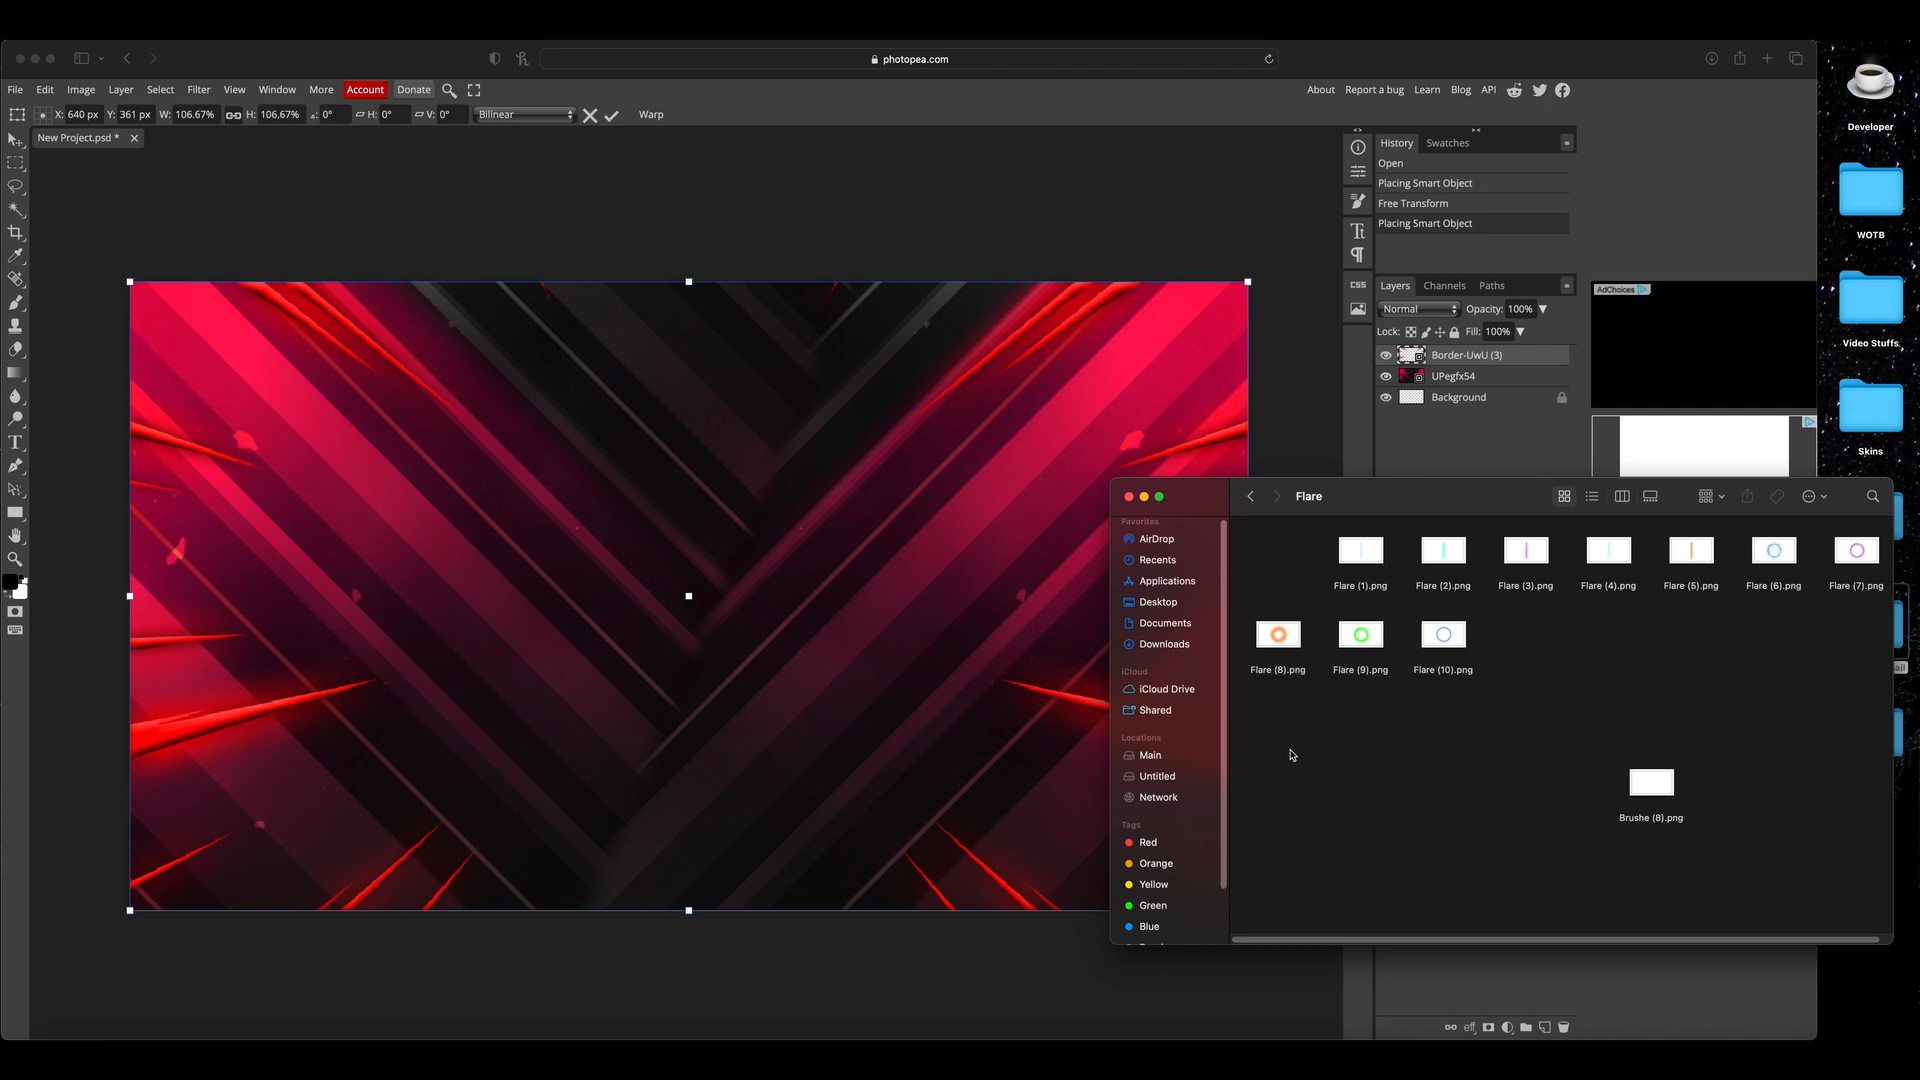 photopea.com
File Edit Image Layer Select Filter View Window More Account Donate
About Report a bug Learn Blog API
X: 640 px Y: 361 px W: 106.67% H: 106.67% ⊿: 0° H: 0° V: 0° Bilinear Warp
New Project.psd *
History Swatches
Open
Placing Smart Object
Free Transform
Placing Smart Object
CSS
Layers Channels Paths
Normal Opacity: 100%
Lock: Fill: 100%
Border-UwU (3)
UPegfx54
Background
eff
AdChoices
Developer
WOTB
Video Stuffs
Skins
ail
Flare
Favorites
AirDrop
Recents
Applications
Desktop
Documents
Downloads
iCloud
iCloud Drive
Shared
Locations
Main
Untitled
Network
Tags
Red
Orange
Yellow
Green
Blue
Flare (1).png Flare (2).png Flare (3).png Flare (4).png Flare (5).png Flare (6).png Flare (7).png
Flare (8).png Flare (9).png Flare (10).png
Brushe (8).png